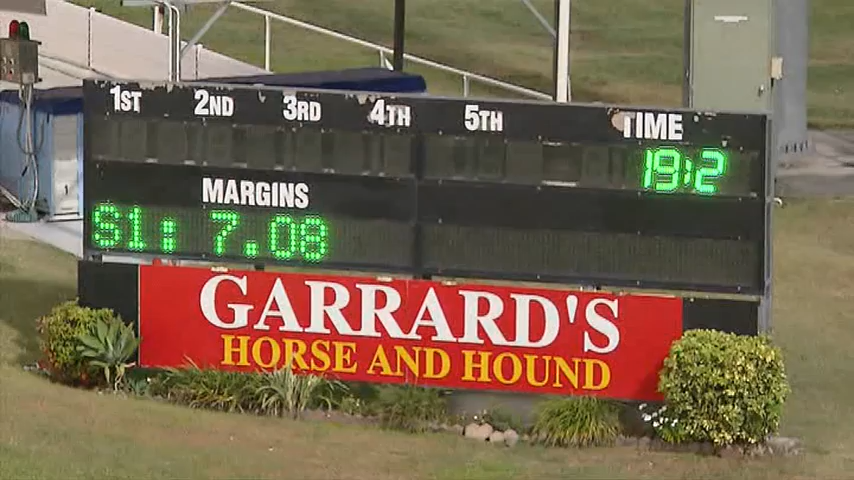 1ST 2ND 3RD 4TH 5TH TIME
19:2
MARGINS
S1: 7.08
GARRARD'S
HORSE AND HOUND